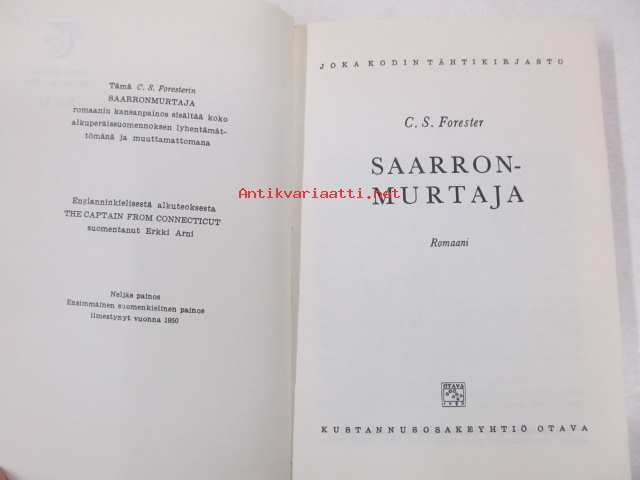 Tämä C. S. Foresterin
SAARRONMURTAJA
romaanin kansanpainos sisältää koko
alkuperäissuomennoksen lyhentämät-
tömänä ja muuttamattomana
Englanninkielisestä alkuteoksesta
THE CAPTAIN FROM CONNECTICUT
suomentanut Erkki Arni
Neljäs painos
Ensimmäinen suomenkielinen painos
ilmestynyt vuonna 1950
JOKA KODIN TÄHTIKIRJASTO
C. S. Forester
SAARRON-
MURTAJA
Antikvariaatti.net
Romaani
OTAVA
KUSTANNUSOSAKEYHTIÖ OTAVA